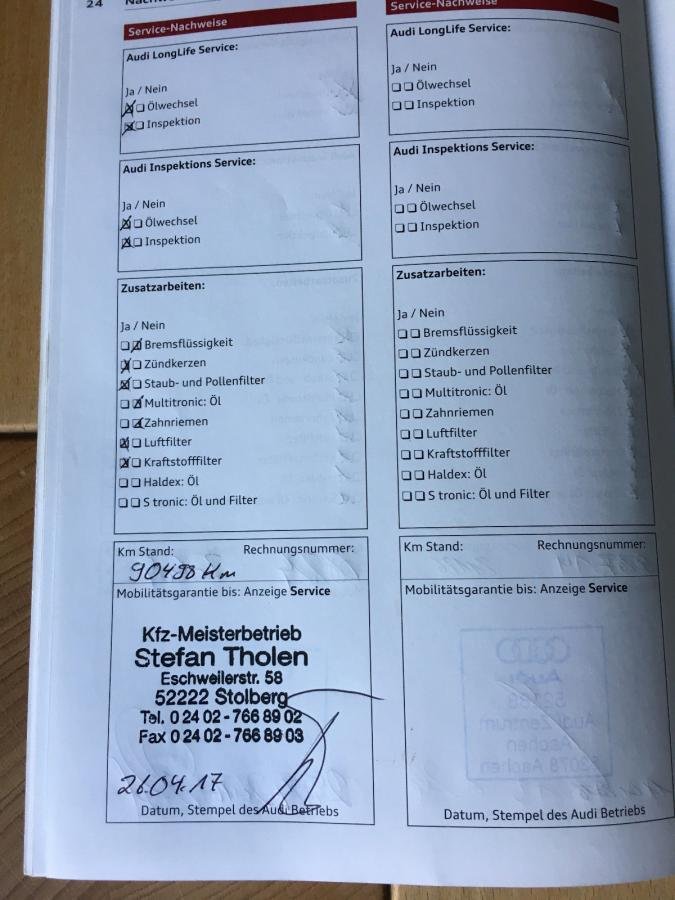 24
Service-Nachweise
Audi LongLife Service:
Ja / Nein
Ölwechsel
Inspektion
Audi Inspektions Service:
Ja / Nein
Ölwechsel
Inspektion
Zusatzarbeiten:
Ja / Nein
Bremsflüssigkeit
Zündkerzen
Staub- und Pollenfilter
Multitronic: Öl
Zahnriemen
Luftfilter
Kraftstofffilter
Haldex: Öl
S tronic: Öl und Filter
Km Stand: Rechnungsnummer:
90498 Km
Mobilitätsgarantie bis: Anzeige Service
Kfz-Meisterbetrieb
Stefan Tholen
Eschweilerstr. 58
52222 Stolberg
Tel. 0 24 02 - 766 89 02
Fax 0 24 02 - 766 89 03
26.04.17
Datum, Stempel des Audi Betriebs
Service-Nachweise
Audi LongLife Service:
Ja / Nein
Ölwechsel
Inspektion
Audi Inspektions Service:
Ja / Nein
Ölwechsel
Inspektion
Zusatzarbeiten:
Ja / Nein
Bremsflüssigkeit
Zündkerzen
Staub- und Pollenfilter
Multitronic: Öl
Zahnriemen
Luftfilter
Kraftstofffilter
Haldex: Öl
S tronic: Öl und Filter
Km Stand: Rechnungsnummer:
Mobilitätsgarantie bis: Anzeige Service
Datum, Stempel des Audi Betriebs